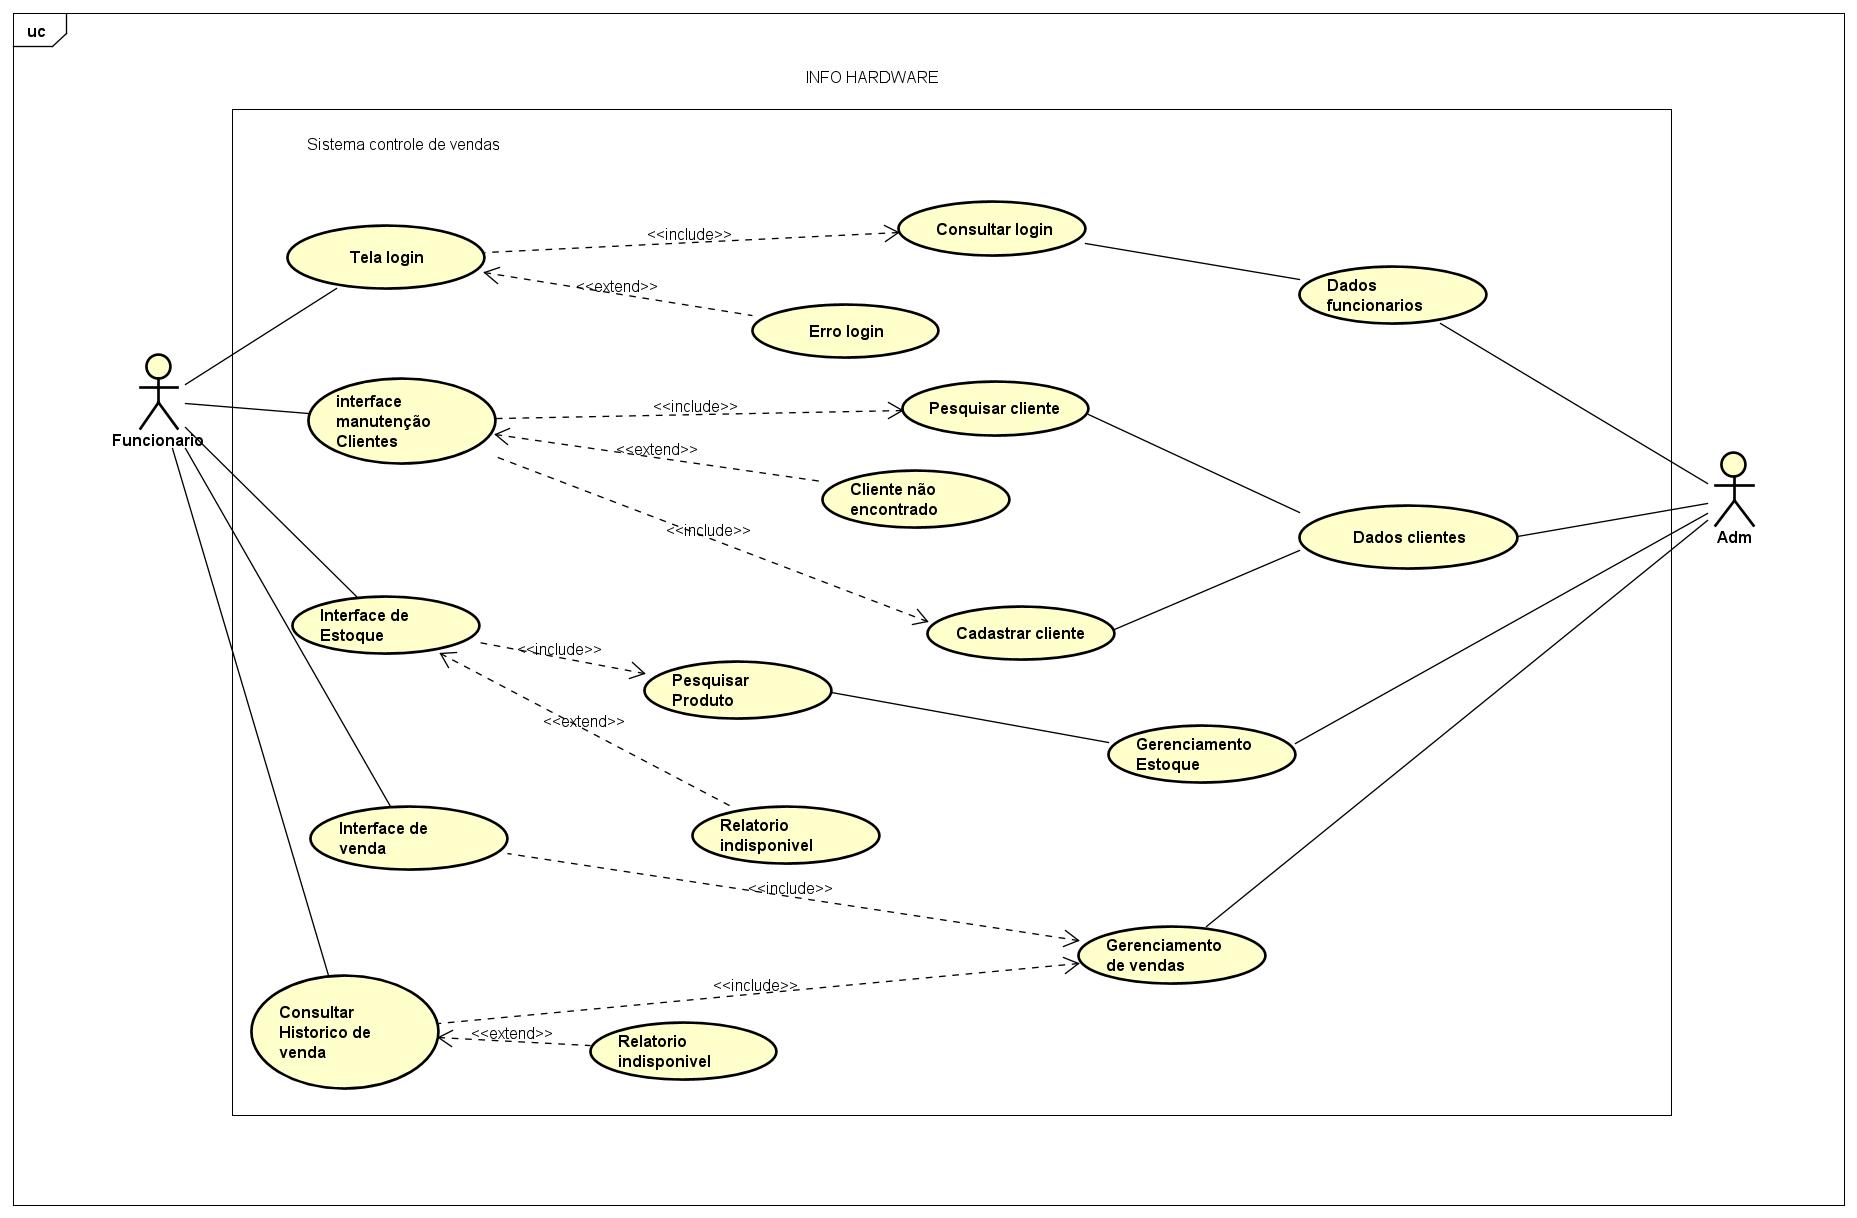 uc
INFO HARDWARE
Sistema controle de vendas
Tela login
<<include>>
Consultar login
<<extend>>
Erro login
Dados
funcionarios
Funcionario
interface
manutenção
Clientes
<<include>>
Pesquisar cliente
<<extend>>
Cliente não
encontrado
<<include>>
Dados clientes
Adm
Cadastrar cliente
Interface de
Estoque
<<include>>
Pesquisar
Produto
<<extend>>
Gerenciamento
Estoque
Relatorio
indisponivel
Interface de
venda
<<include>>
Gerenciamento
de vendas
<<include>>
Consultar
Historico de
venda
<<extend>>
Relatorio
indisponivel